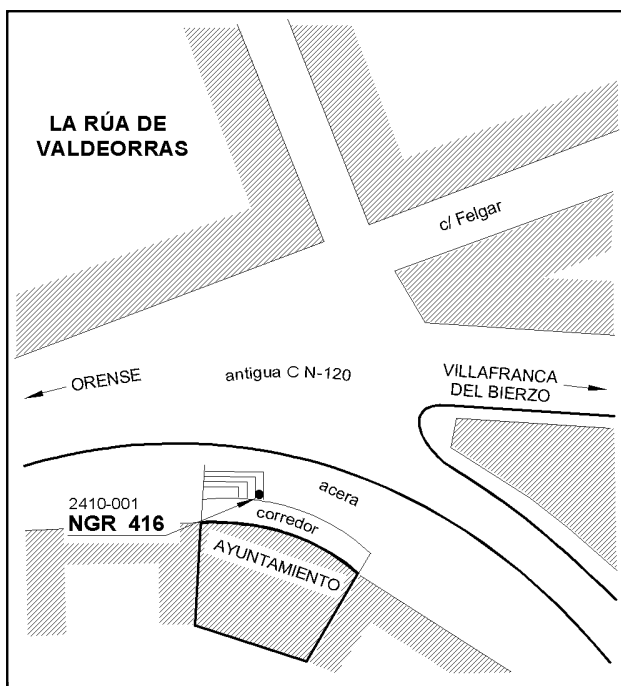 LA RÚA DE
VALDEORRAS
c/ Felgar
ORENSE
antigua C N-120
VILLAFRANCA
DEL BIERZO
2410-001
NGR 416
acera
corredor
AYUNTAMIENTO